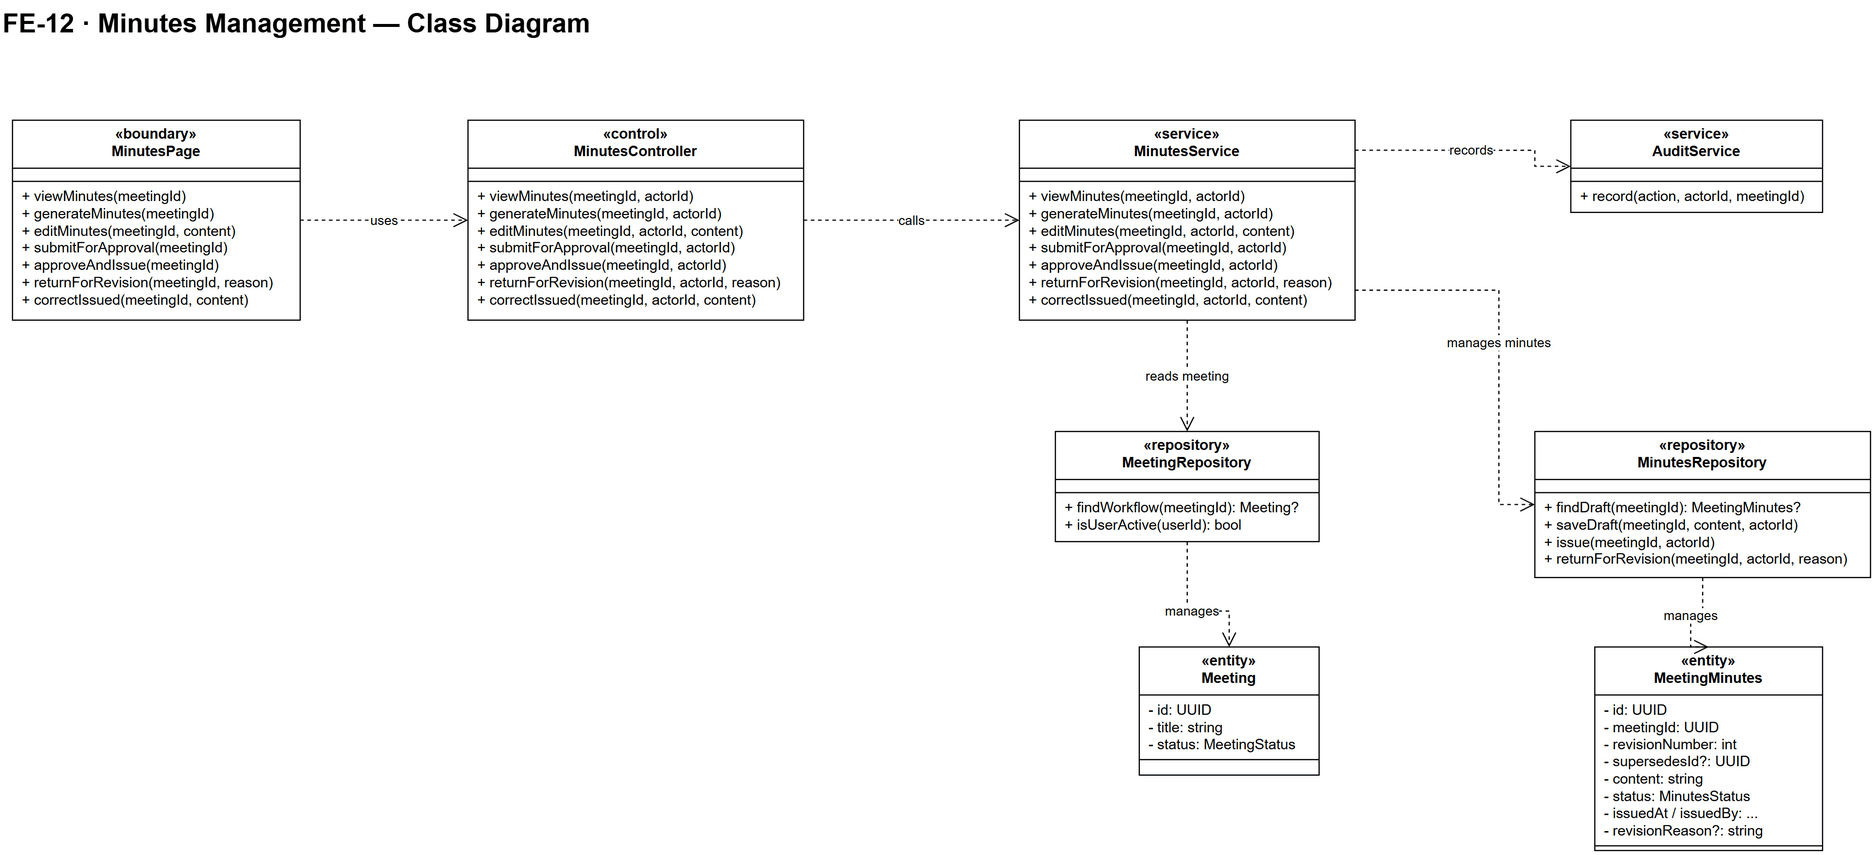 FE-12 · Minutes Management — Class Diagram
«boundary»
MinutesPage
+ viewMinutes(meetingId)
+ generateMinutes(meetingId)
+ editMinutes(meetingId, content)
+ submitForApproval(meetingId)
+ approveAndIssue(meetingId)
+ returnForRevision(meetingId, reason)
+ correctIssued(meetingId, content)
uses
«control»
MinutesController
+ viewMinutes(meetingId, actorId)
+ generateMinutes(meetingId, actorId)
+ editMinutes(meetingId, actorId, content)
+ submitForApproval(meetingId, actorId)
+ approveAndIssue(meetingId, actorId)
+ returnForRevision(meetingId, actorId, reason)
+ correctIssued(meetingId, actorId, content)
calls
«service»
MinutesService
+ viewMinutes(meetingId, actorId)
+ generateMinutes(meetingId, actorId)
+ editMinutes(meetingId, actorId, content)
+ submitForApproval(meetingId, actorId)
+ approveAndIssue(meetingId, actorId)
+ returnForRevision(meetingId, actorId, reason)
+ correctIssued(meetingId, actorId, content)
records
«service»
AuditService
+ record(action, actorId, meetingId)
manages minutes
reads meeting
«repository»
MeetingRepository
+ findWorkflow(meetingId): Meeting?
+ isUserActive(userId): bool
«repository»
MinutesRepository
+ findDraft(meetingId): MeetingMinutes?
+ saveDraft(meetingId, content, actorId)
+ issue(meetingId, actorId)
+ returnForRevision(meetingId, actorId, reason)
manages
manages
«entity»
Meeting
- id: UUID
- title: string
- status: MeetingStatus
«entity»
MeetingMinutes
- id: UUID
- meetingId: UUID
- revisionNumber: int
- supersedesId?: UUID
- content: string
- status: MinutesStatus
- issuedAt / issuedBy: ...
- revisionReason?: string